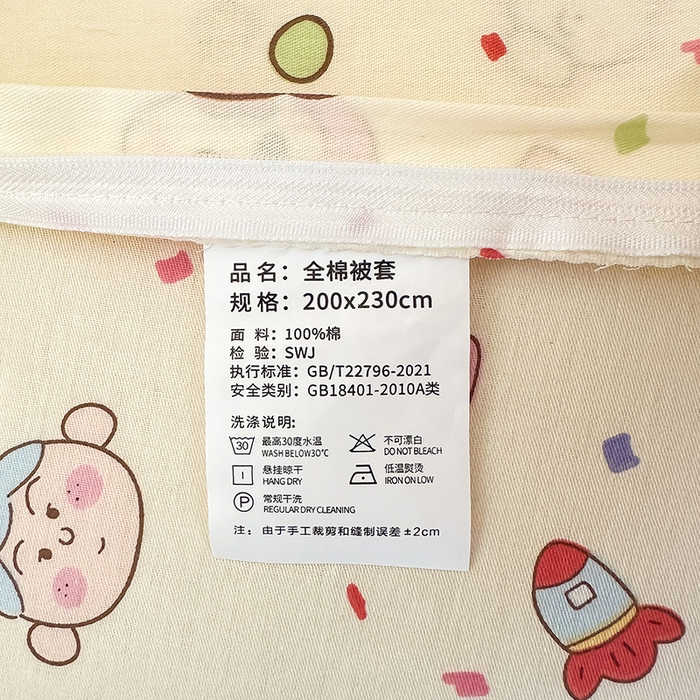 品 名：全棉被套
规 格：200x230cm
面 料：100%棉
检 验：SWJ
执行标准：GB/T22796-2021
安全类别：GB18401-2010A类
洗涤说明：
30 最高30度水温 不可漂白
WASH BELOW30℃ DO NOT BLEACH
悬挂晾干 低温熨烫
HANG DRY IRON ON LOW
P 常规干洗
REGULAR DRY CLEANING
注：由于手工裁剪和缝制误差±2cm